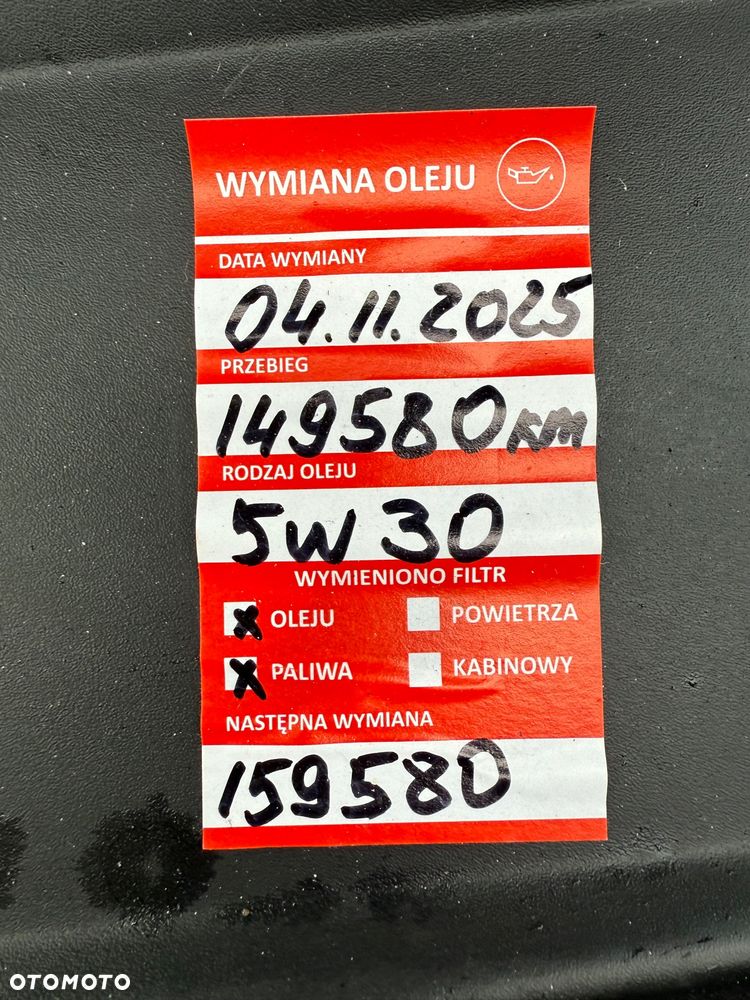 WYMIANA OLEJU
DATA WYMIANY
04.11.2025
PRZEBIEG
149580 km
RODZAJ OLEJU
5W30
WYMIENIONO FILTR
x OLEJU POWIETRZA
x PALIWA KABINOWY
NASTĘPNA WYMIANA
159580
OTOMOTO